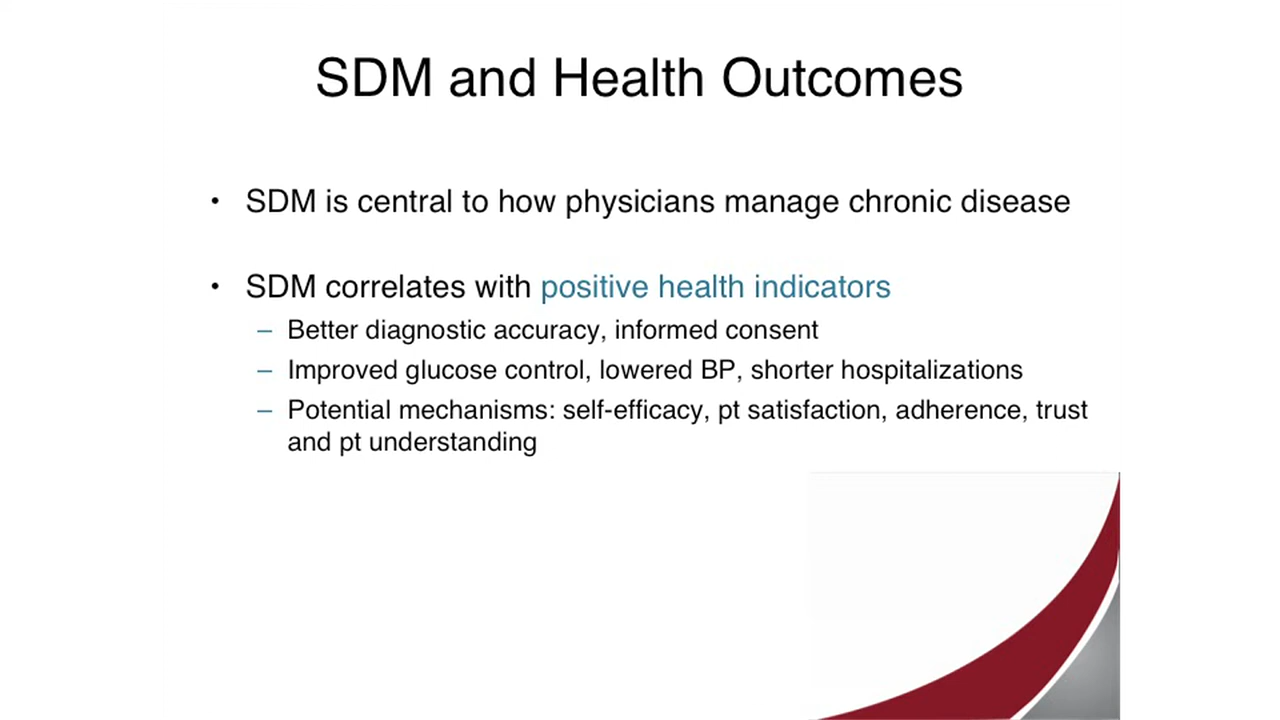 SDM and Health Outcomes
• SDM is central to how physicians manage chronic disease
• SDM correlates with positive health indicators
– Better diagnostic accuracy, informed consent
– Improved glucose control, lowered BP, shorter hospitalizations
– Potential mechanisms: self-efficacy, pt satisfaction, adherence, trust
and pt understanding